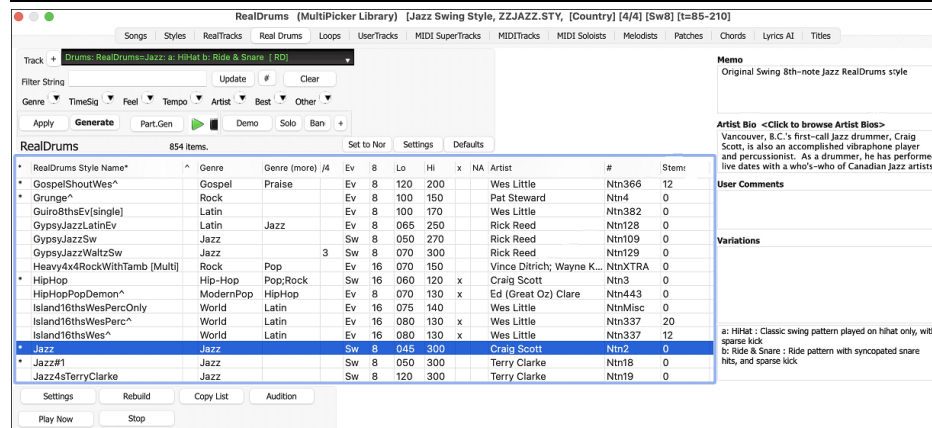 RealDrums (MultiPicker Library) [Jazz Swing Style, ZZJAZZ.STY, [Country] [4/4] [Sw8] [t=85-210]
Songs Styles RealTracks Real Drums Loops UserTracks MIDI SuperTracks MIDITracks MIDI Soloists Melodists Patches Chords Lyrics AI Titles
Track + Drums: RealDrums=Jazz: a: HiHat b: Ride & Snare [ RD]
Filter String Update # Clear
Genre TimeSig Feel Tempo Artist Best Other
Apply Generate Part.Gen Demo Solo Ban +
RealDrums 854 items. Set to Nor Settings Defaults
* RealDrums Style Name* ^ Genre Genre (more) /4 Ev 8 Lo Hi x NA Artist # Stems
* GospelShoutWes^ Gospel Praise Ev 8 120 200 Wes Little Ntn366 12
* Grunge^ Rock Ev 8 100 150 Pat Steward Ntn4 0
Guiro8thsEv[single] Latin Ev 8 100 170 Wes Little Ntn382 0
GypsyJazzLatinEv Latin Jazz Ev 8 065 250 Rick Reed Ntn128 0
GypsyJazzSw Jazz Sw 8 050 270 Rick Reed Ntn109 0
GypsyJazzWaltzSw Jazz 3 Sw 8 070 300 Rick Reed Ntn129 0
Heavy4x4RockWithTamb [Multi] Rock Pop Ev 16 070 150 Vince Ditrich; Wayne K... NtnXTRA 0
* HipHop Hip-Hop Pop;Rock Sw 16 060 120 x Craig Scott Ntn3 0
HipHopPopDemon^ ModernPop HipHop Ev 8 070 130 x Ed (Great Oz) Clare Ntn443 0
Island16thsWesPercOnly World Latin Ev 16 075 140 Wes Little NtnMisc 0
Island16thsWesPerc^ World Latin Ev 16 080 130 x Wes Little Ntn337 20
Island16thsWes^ World Latin Ev 16 080 130 x Wes Little Ntn337 12
* Jazz Jazz Sw 8 045 300 Craig Scott Ntn2 0
* Jazz#1 Jazz Sw 8 050 300 Terry Clarke Ntn18 0
Jazz4sTerryClarke Jazz Sw 8 120 300 Terry Clarke Ntn19 0
Settings Rebuild Copy List Audition
Play Now Stop
Memo
Original Swing 8th-note Jazz RealDrums style
Artist Bio <Click to browse Artist Bios>
Vancouver, B.C.'s first-call Jazz drummer, Craig
Scott, is also an accomplished vibraphone player
and percussionist. As a drummer, he has performed
live dates with a who's-who of Canadian Jazz artists
User Comments
Variations
a: HiHat : Classic swing pattern played on hihat only, with
sparse kick
b: Ride & Snare : Ride pattern with syncopated snare
hits, and sparse kick